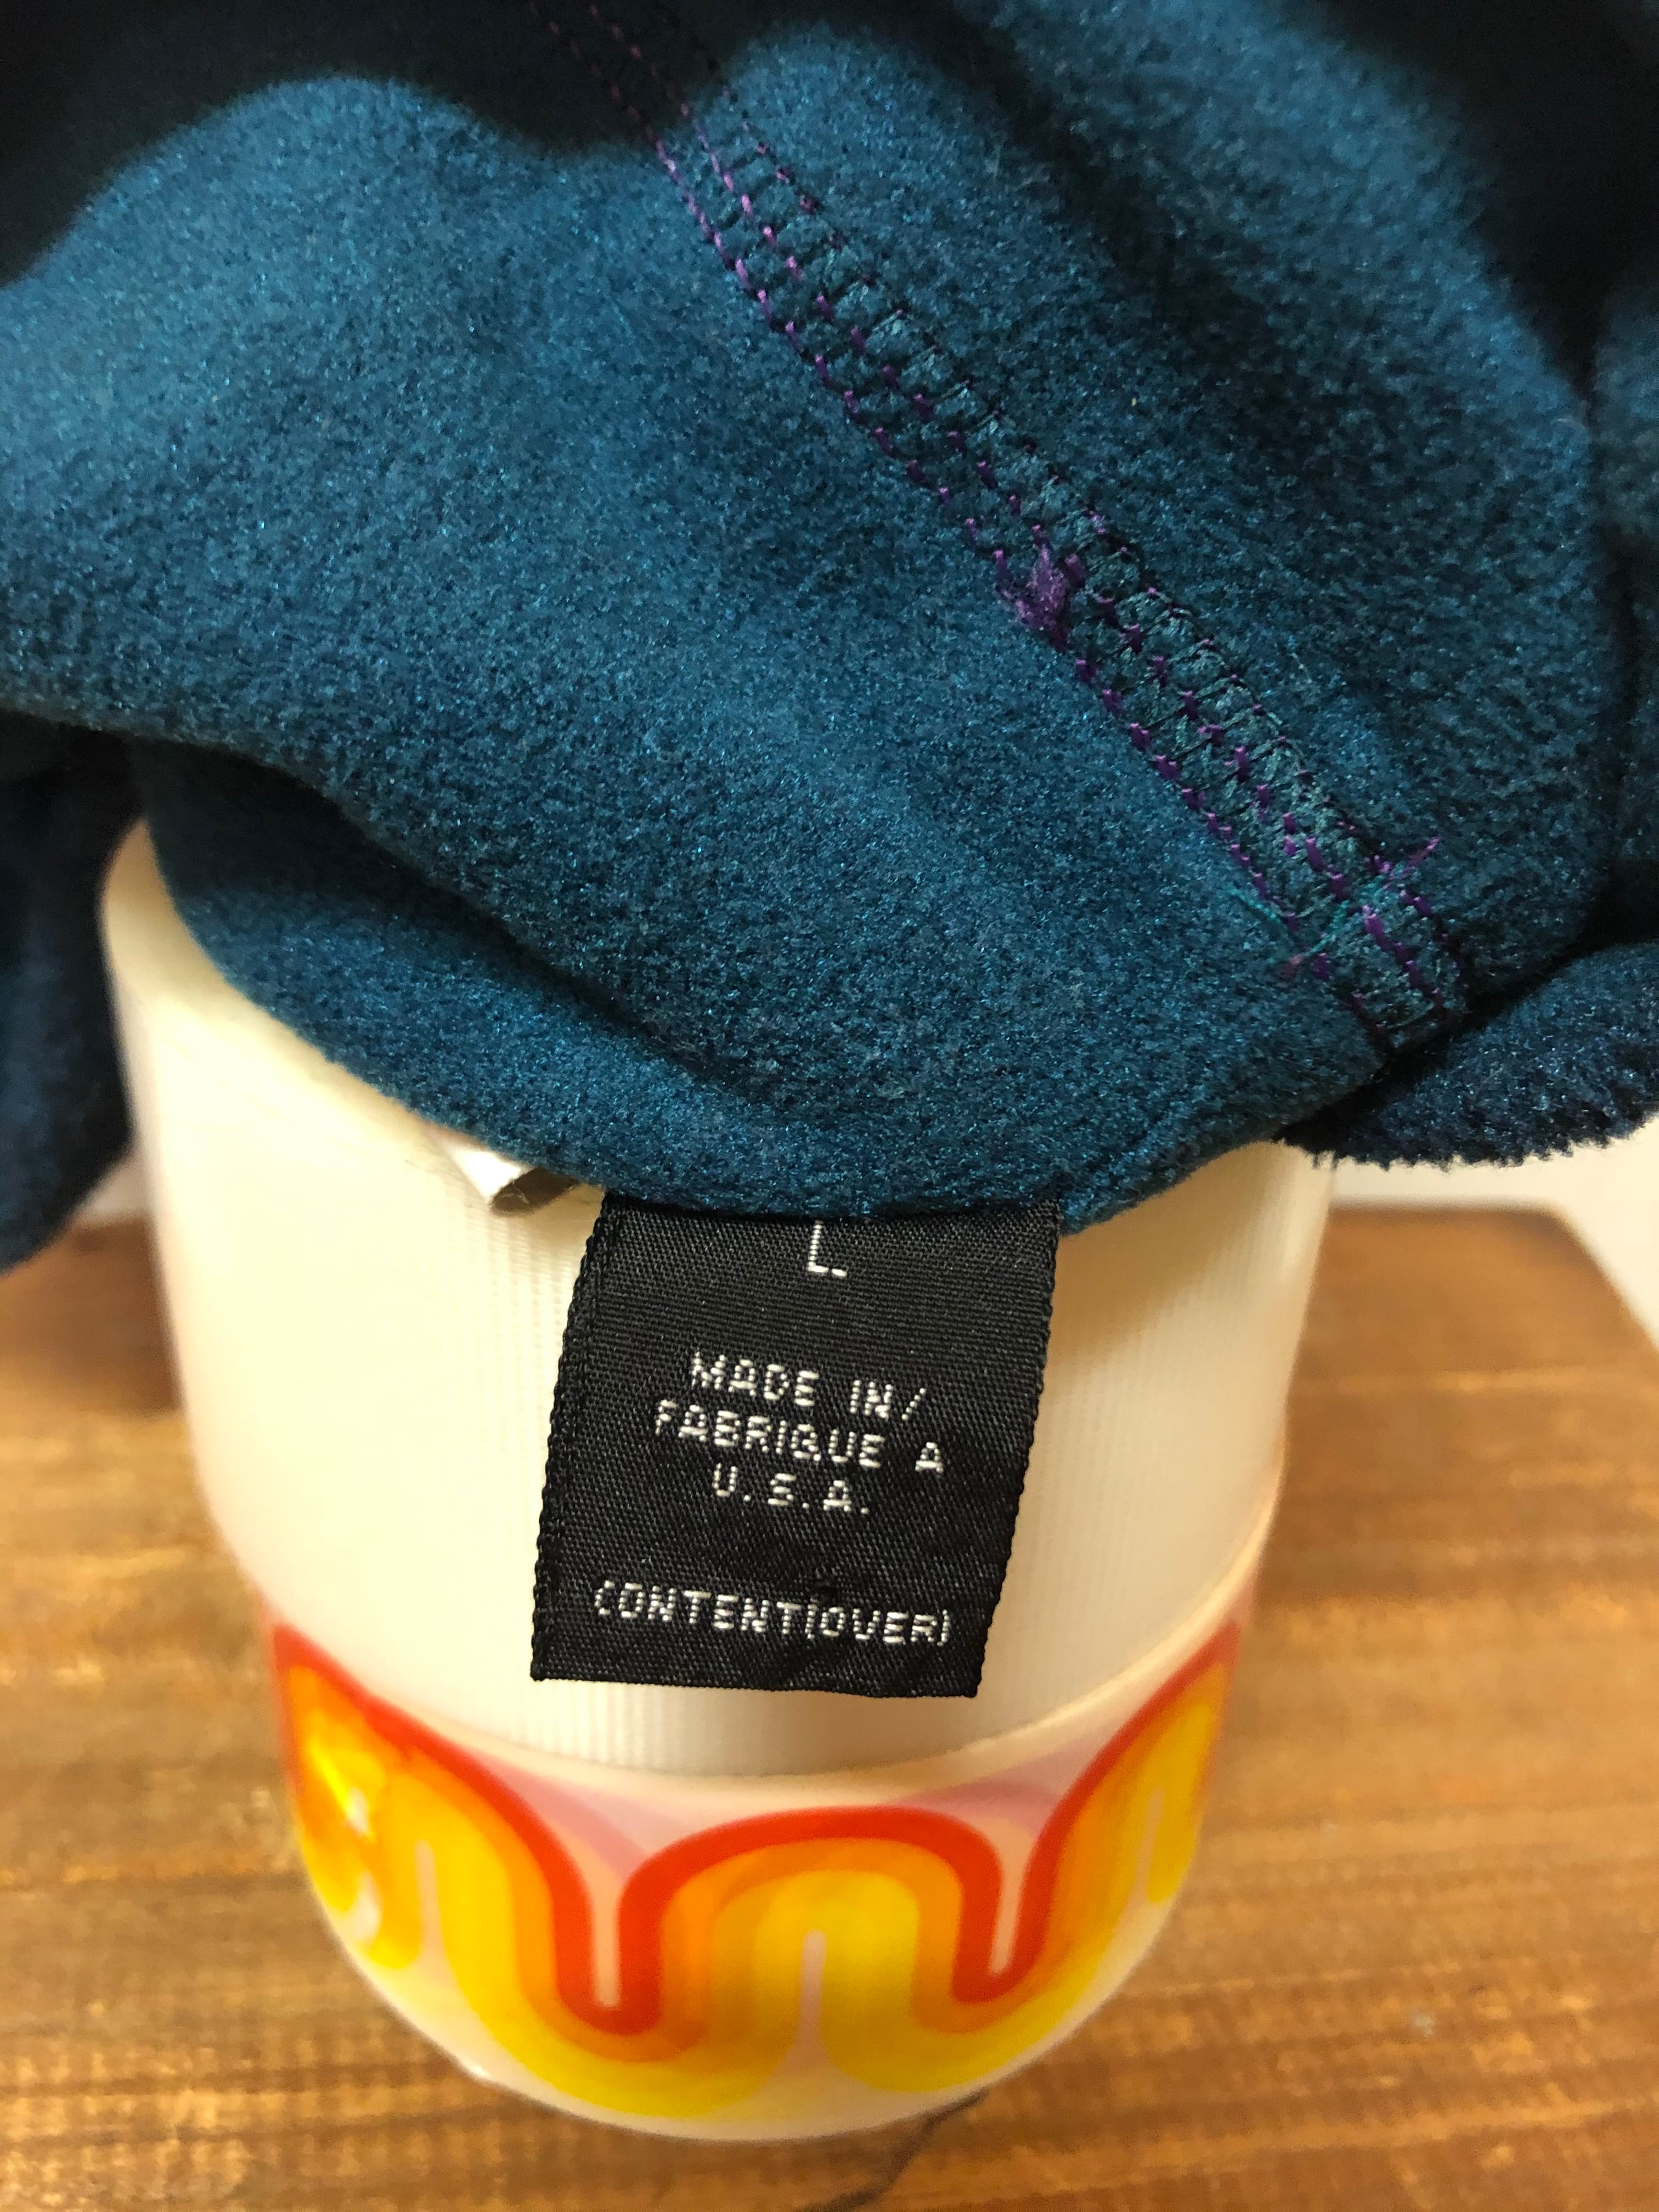 L
MADE IN/
FABRIQUE A
U.S.A.
CONTENT(OVER)